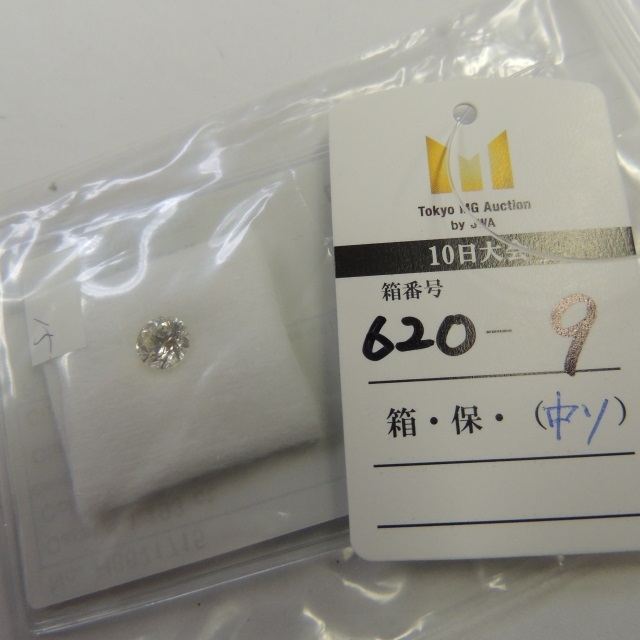 Tokyo MG Auction
by JWA
10日大会
箱番号
620-9
箱・保・(中ソ)